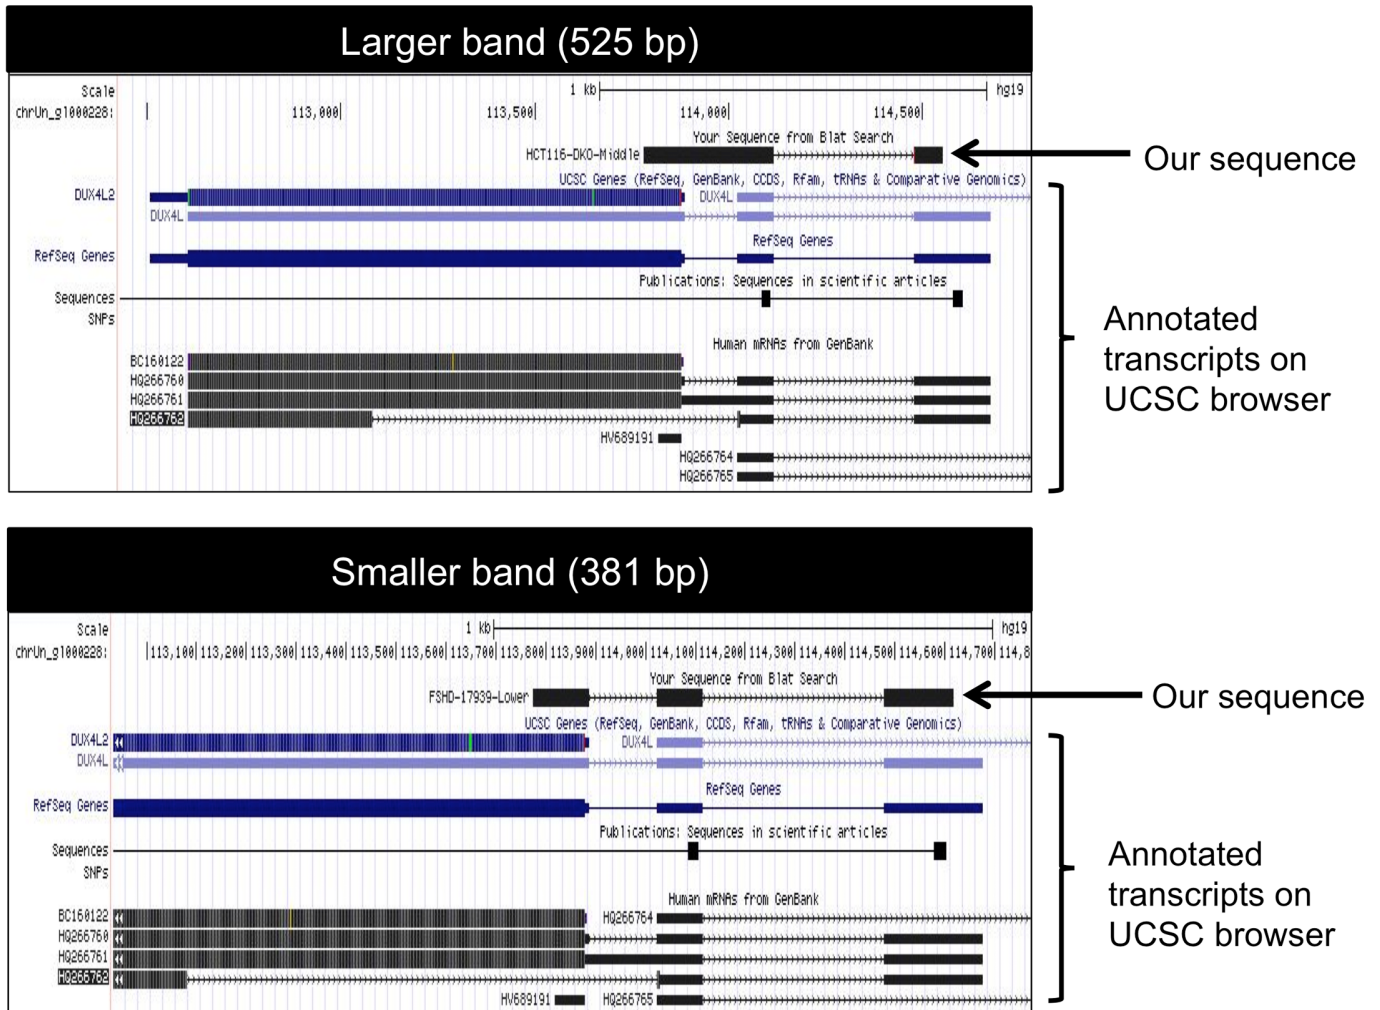 Larger band (525 bp)
Scale
1 kb
hg19
chrUn_gl000228:
113,000|
113,500|
114,000|
114,500|
Your Sequence from Blat Search
HCT116-DKO-Middle
Our sequence
UCSC Genes (RefSeq, GenBank, CCDS, Rfam, tRNAs & Comparative Genomics)
DUX4L2
DUX4L
DUX4L
RefSeq Genes
RefSeq Genes
Publications: Sequences in scientific articles
Sequences
SNPs
Human mRNAs from GenBank
BC160122
HQ266760
HQ266761
HQ266762
HV689191
HQ266764
HQ266765
Annotated
transcripts on
UCSC browser
Smaller band (381 bp)
Scale
1 kb
hg19
chrUn_gl000228:
|113,100|113,200|113,300|113,400|113,500|113,600|113,700|113,800|113,900|114,000|114,100|114,200|114,300|114,400|114,500|114,600|114,700|114,8
Your Sequence from Blat Search
FSHD-17939-Lower
Our sequence
UCSC Genes (RefSeq, GenBank, CCDS, Rfam, tRNAs & Comparative Genomics)
DUX4L2
DUX4L
DUX4L
RefSeq Genes
RefSeq Genes
Publications: Sequences in scientific articles
Sequences
SNPs
Human mRNAs from GenBank
BC160122
HQ266764
HQ266760
HQ266761
HQ266762
HV689191
HQ266765
Annotated
transcripts on
UCSC browser